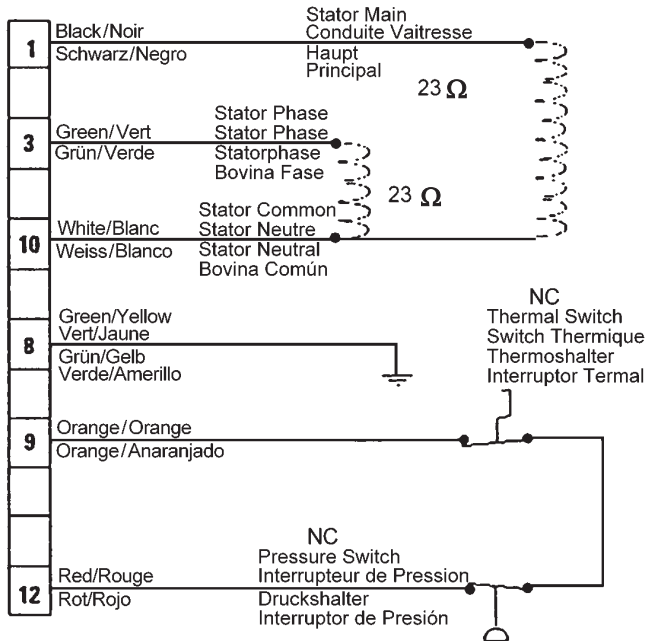 Stator Main
Conduite Vaitresse
Haupt
Principal
1
Black/Noir
Schwarz/Negro
23 Ω
3
Green/Vert
Grün/Verde
Stator Phase
Stator Phase
Statorphase
Bovina Fase
23 Ω
10
White/Blanc
Weiss/Blanco
Stator Common
Stator Neutre
Stator Neutral
Bovina Común
8
Green/Yellow
Vert/Jaune
Grün/Gelb
Verde/Amerillo
NC
Thermal Switch
Switch Thermique
Thermoshalter
Interruptor Termal
9
Orange/Orange
Orange/Anaranjado
12
Red/Rouge
Rot/Rojo
NC
Pressure Switch
Interrupteur de Pression
Druckshalter
Interruptor de Presión